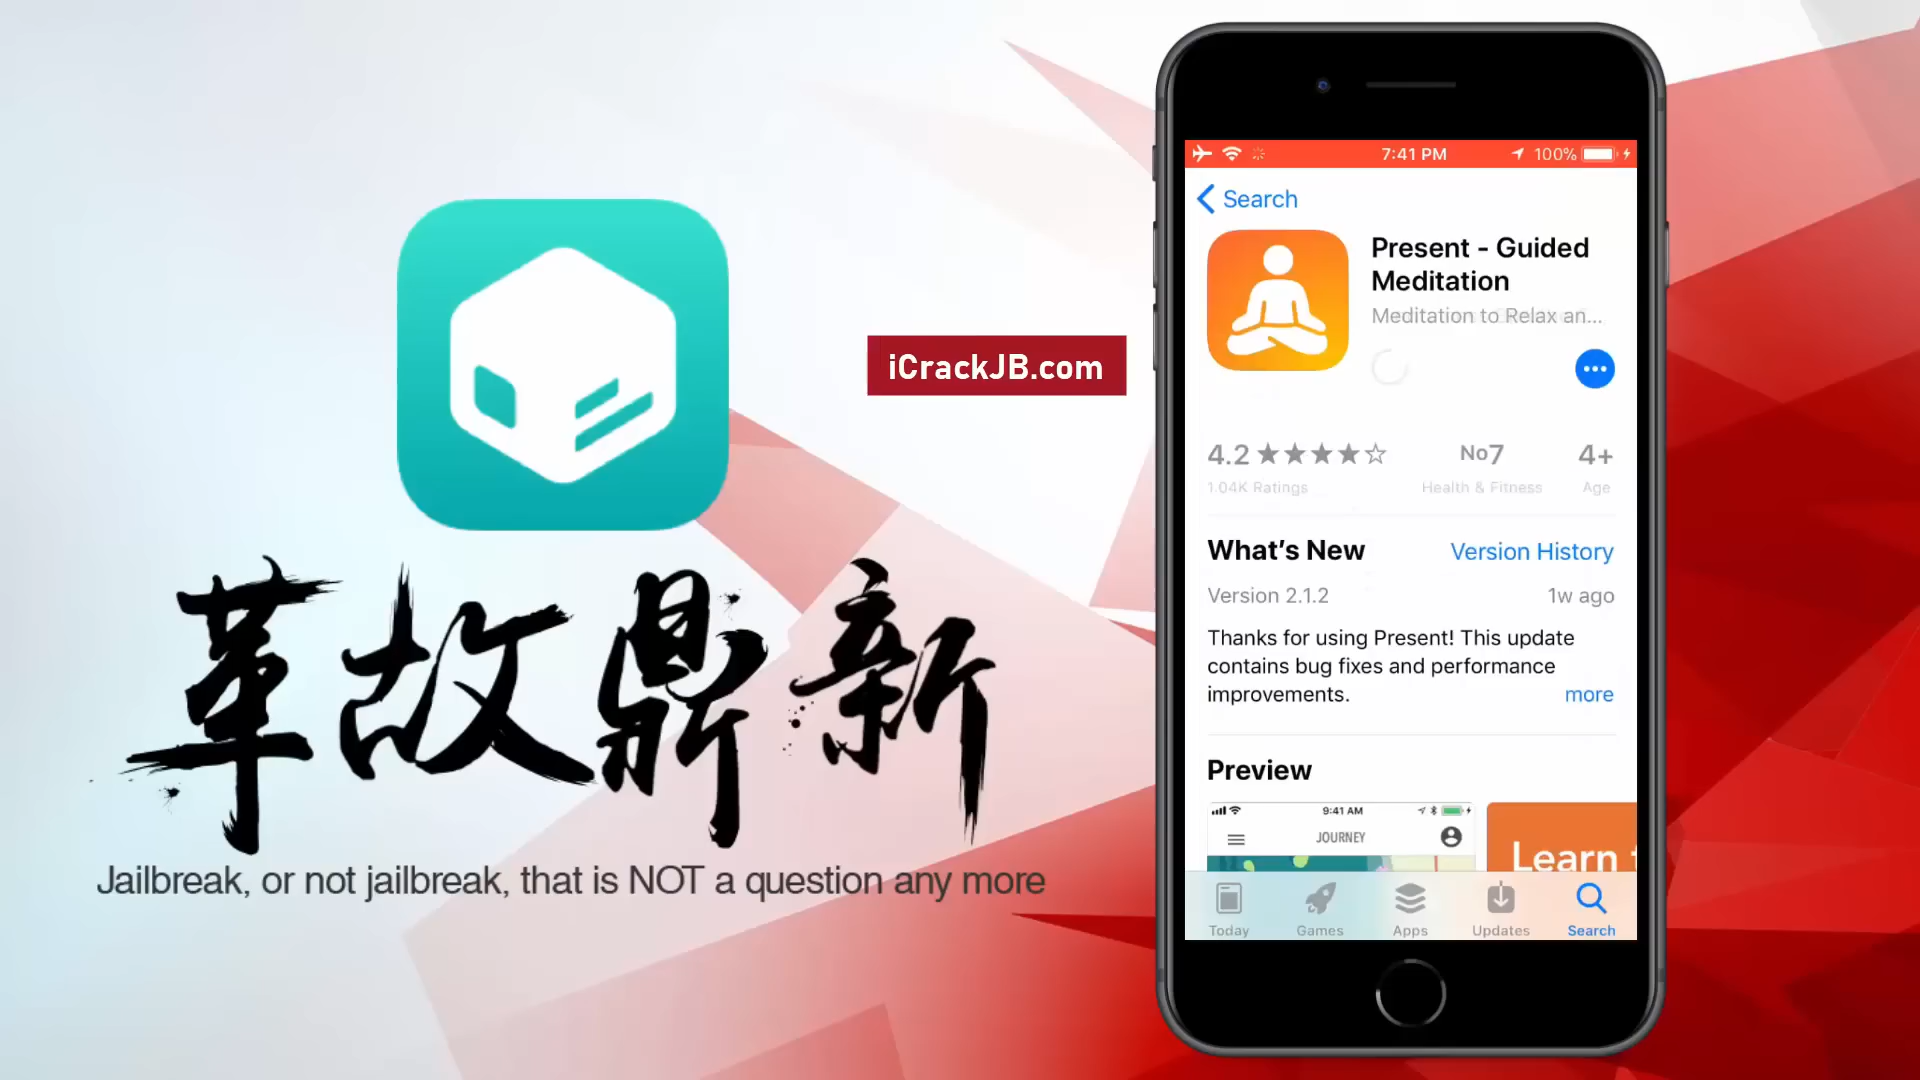 革故鼎新
Jailbreak, or not jailbreak, that is NOT a question any more
iCrackJB.com
7:41 PM
100%
Search
Present - Guided
Meditation
Meditation to Relax an...
4.2
No7
4+
1.04K Ratings
Health & Fitness
Age
What's New
Version History
Version 2.1.2
1w ago
Thanks for using Present! This update
contains bug fixes and performance
improvements.
more
Preview
9:41 AM
JOURNEY
Learn
Today
Games
Apps
Updates
Search